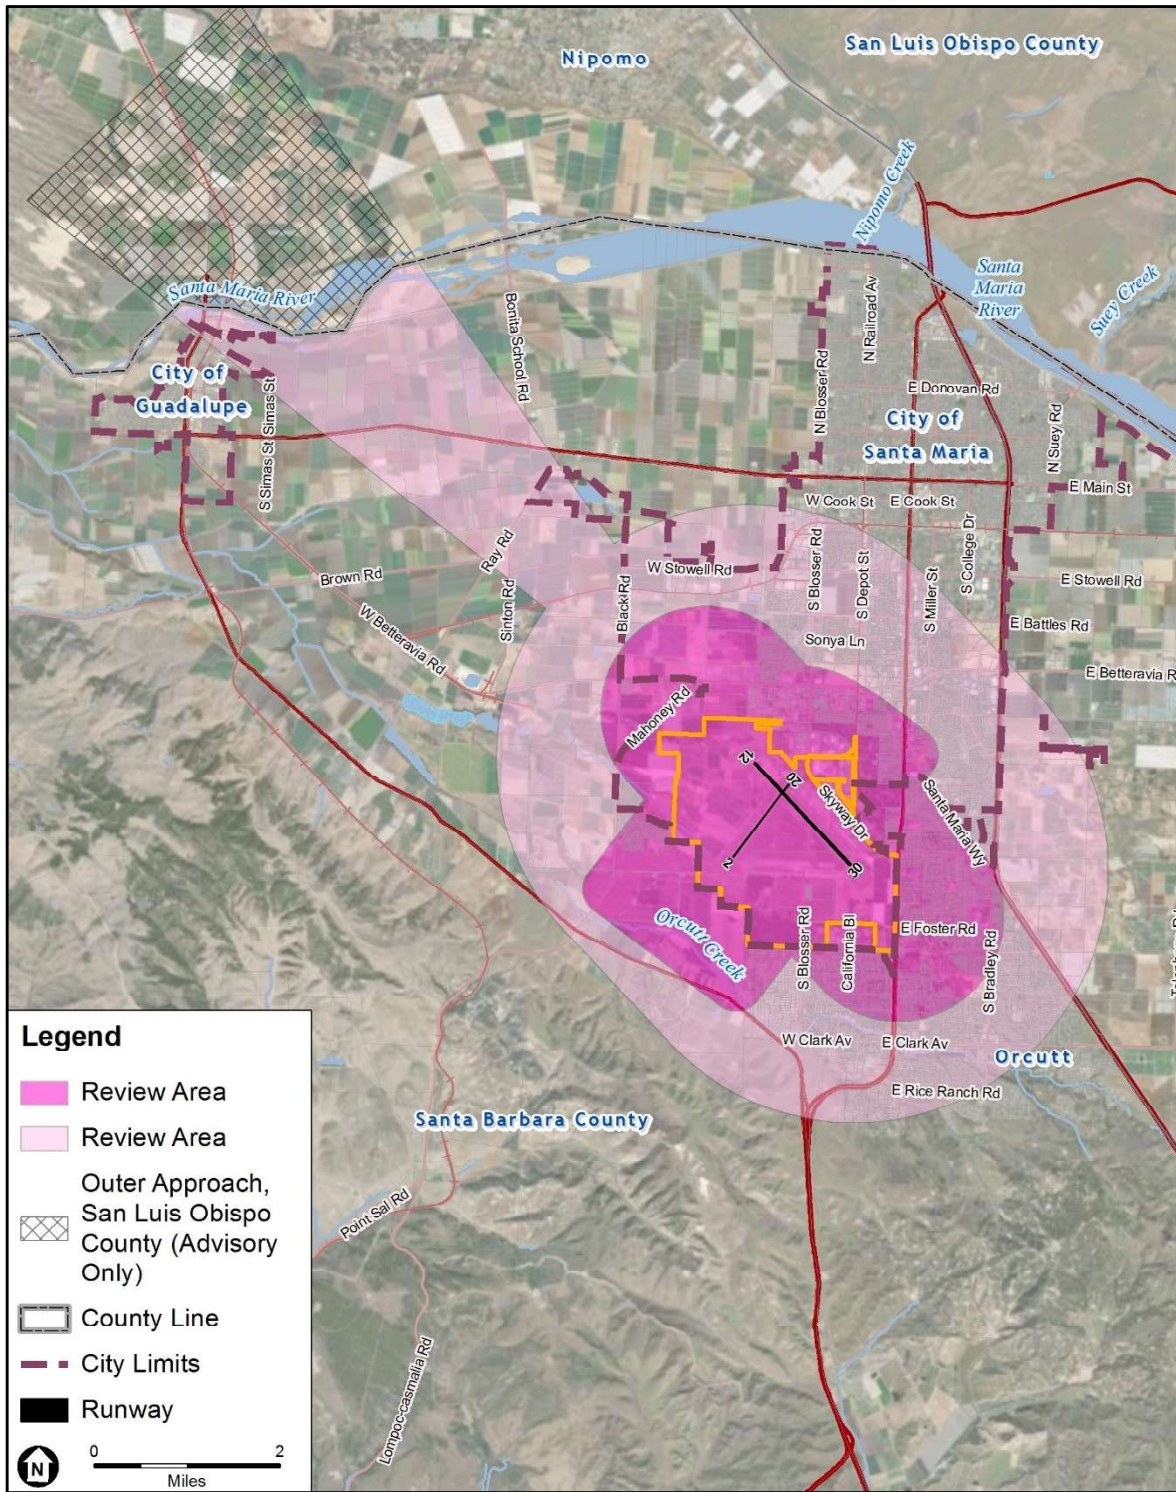 San Luis Obispo County
Nipomo
Nipomo Creek
Santa
Maria
River
Suey Creek
Santa Maria River
Bonita School Rd
N Railroad Av
N Blosser Rd
E Donovan Rd
City of
Guadalupe
S Simas St
Simas St
City of
Santa Maria
N Suey Rd
E Main St
W Cook St
E Cook St
S College Dr
Ray Rd
Brown Rd
W Stowell Rd
S Blosser Rd
S Depot St
S Miller St
E Stowell Rd
Sinton Rd
Black Rd
W Betteravia Rd
Sonya Ln
E Battles Rd
E Betteravia R
Mahoney Rd
12
20
Skyway Dr
Santa Maria Wy
2
30
Orcutt Creek
S Blosser Rd
California Bl
E Foster Rd
S Bradley Rd
W Clark Av
E Clark Av
Orcutt
E Rice Ranch Rd
Santa Barbara County
Point Sal Rd
Lompoc-casmalia Rd
Legend
Review Area
Review Area
Outer Approach,
San Luis Obispo
County (Advisory
Only)
County Line
City Limits
Runway
N
0
2
Miles